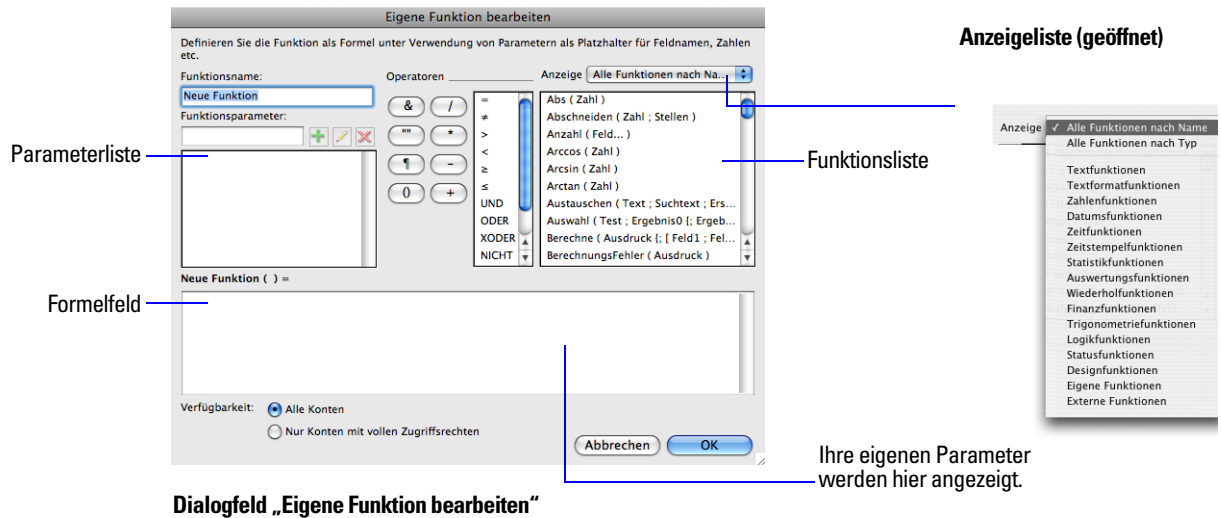 Eigene Funktion bearbeiten
Definieren Sie die Funktion als Formel unter Verwendung von Parametern als Platzhalter für Feldnamen, Zahlen
etc.
Funktionsname:
Neue Funktion
Funktionsparameter:
Operatoren
& /
"" *
¶ -
() +
=
≠
>
<
≥
≤
UND
ODER
XODER
NICHT
Anzeige Alle Funktionen nach Na...
Abs ( Zahl )
Abschneiden ( Zahl ; Stellen )
Anzahl ( Feld... )
Arccos ( Zahl )
Arcsin ( Zahl )
Arctan ( Zahl )
Austauschen ( Text ; Suchtext ; Ers...
Auswahl ( Test ; Ergebnis0 {; Ergeb...
Berechne ( Ausdruck {; [ Feld1 ; Fel...
BerechnungsFehler ( Ausdruck )
Neue Funktion ( ) =
Verfügbarkeit:
Alle Konten
Nur Konten mit vollen Zugriffsrechten
Abbrechen
OK
Parameterliste
Formelfeld
Funktionsliste
Ihre eigenen Parameter
werden hier angezeigt.
Dialogfeld „Eigene Funktion bearbeiten“
Anzeigeliste (geöffnet)
Anzeige ✓ Alle Funktionen nach Name
Alle Funktionen nach Typ
Textfunktionen
Textformatfunktionen
Zahlenfunktionen
Datumsfunktionen
Zeitfunktionen
Zeitstempelfunktionen
Statistikfunktionen
Auswertungsfunktionen
Wiederholfunktionen
Finanzfunktionen
Trigonometriefunktionen
Logikfunktionen
Statusfunktionen
Designfunktionen
Eigene Funktionen
Externe Funktionen